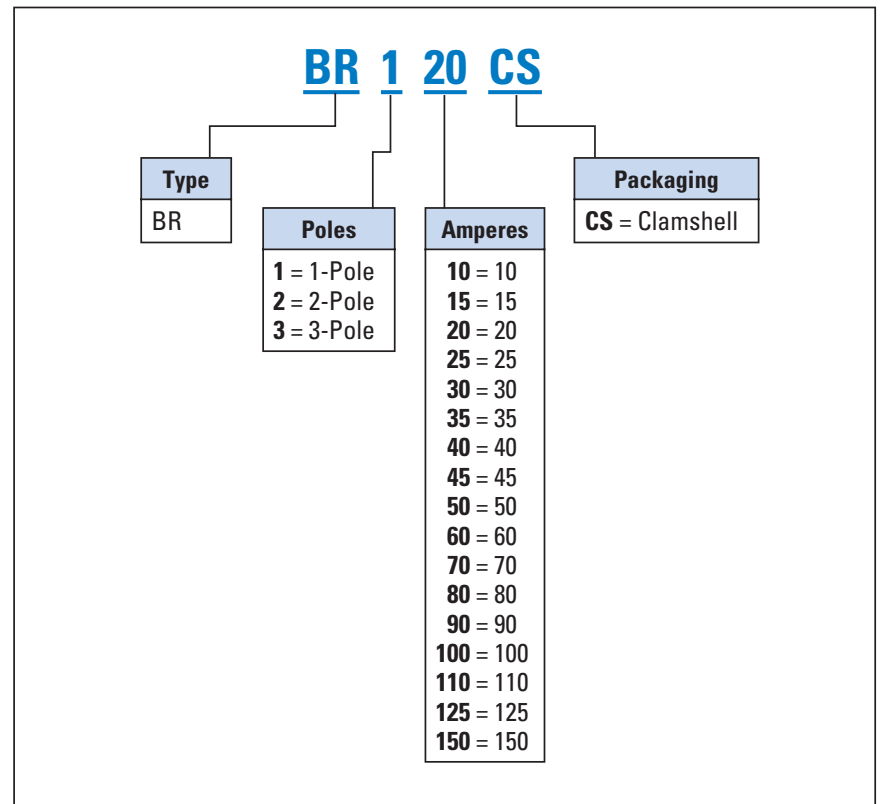 BR 1 20 CS
Type
BR
Poles
1 = 1-Pole
2 = 2-Pole
3 = 3-Pole
Amperes
10 = 10
15 = 15
20 = 20
25 = 25
30 = 30
35 = 35
40 = 40
45 = 45
50 = 50
60 = 60
70 = 70
80 = 80
90 = 90
100 = 100
110 = 110
125 = 125
150 = 150
Packaging
CS = Clamshell